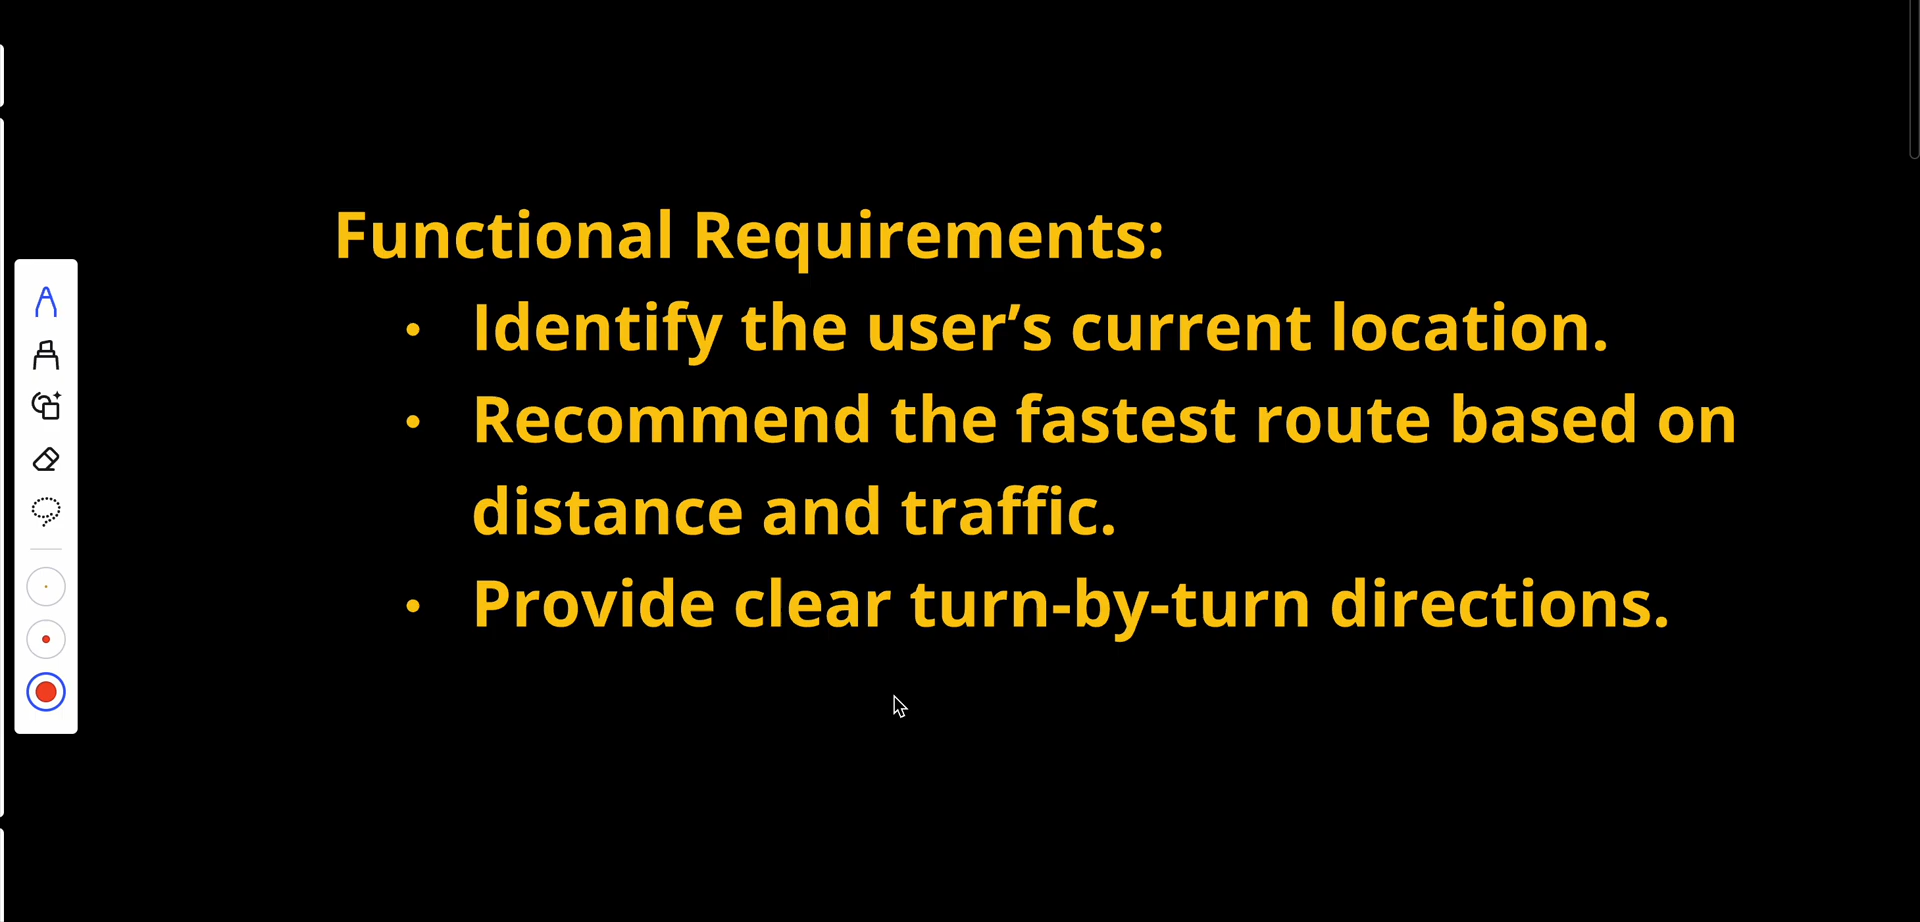 Functional Requirements:
• Identify the user’s current location.
• Recommend the fastest route based on
distance and traffic.
• Provide clear turn-by-turn directions.